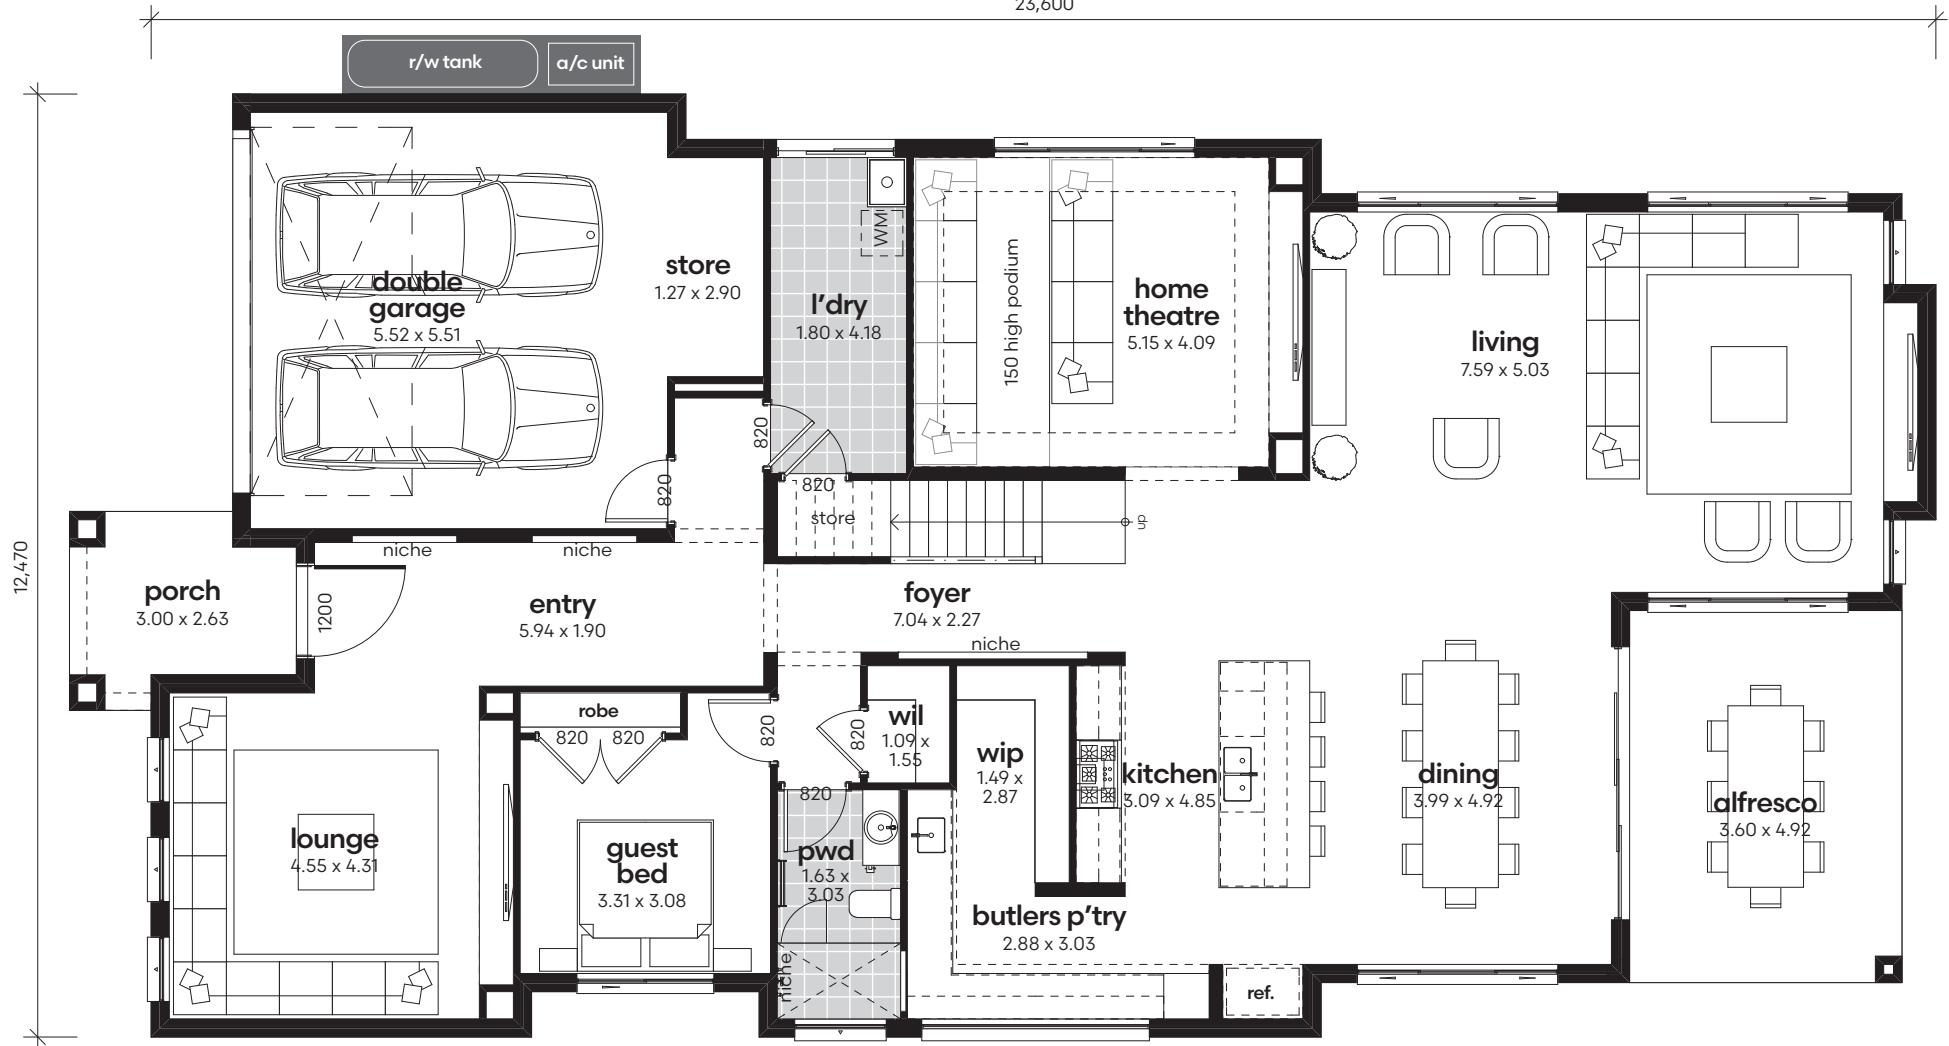 23,600
r/w tank
a/c unit
12,470
double
garage
5.52 x 5.51
store
1.27 x 2.90
l'dry
1.80 x 4.18
WM
150 high podium
home
theatre
5.15 x 4.09
living
7.59 x 5.03
820
820
820
store
up
niche
niche
porch
3.00 x 2.63
1200
entry
5.94 x 1.90
foyer
7.04 x 2.27
niche
robe
820
820
820
820
wil
1.09 x
1.55
wip
1.49 x
2.87
kitchen
3.09 x 4.85
dining
3.99 x 4.92
alfresco
3.60 x 4.92
lounge
4.55 x 4.31
guest
bed
3.31 x 3.08
820
pwd
1.63 x
3.03
niche
butlers p'try
2.88 x 3.03
ref.